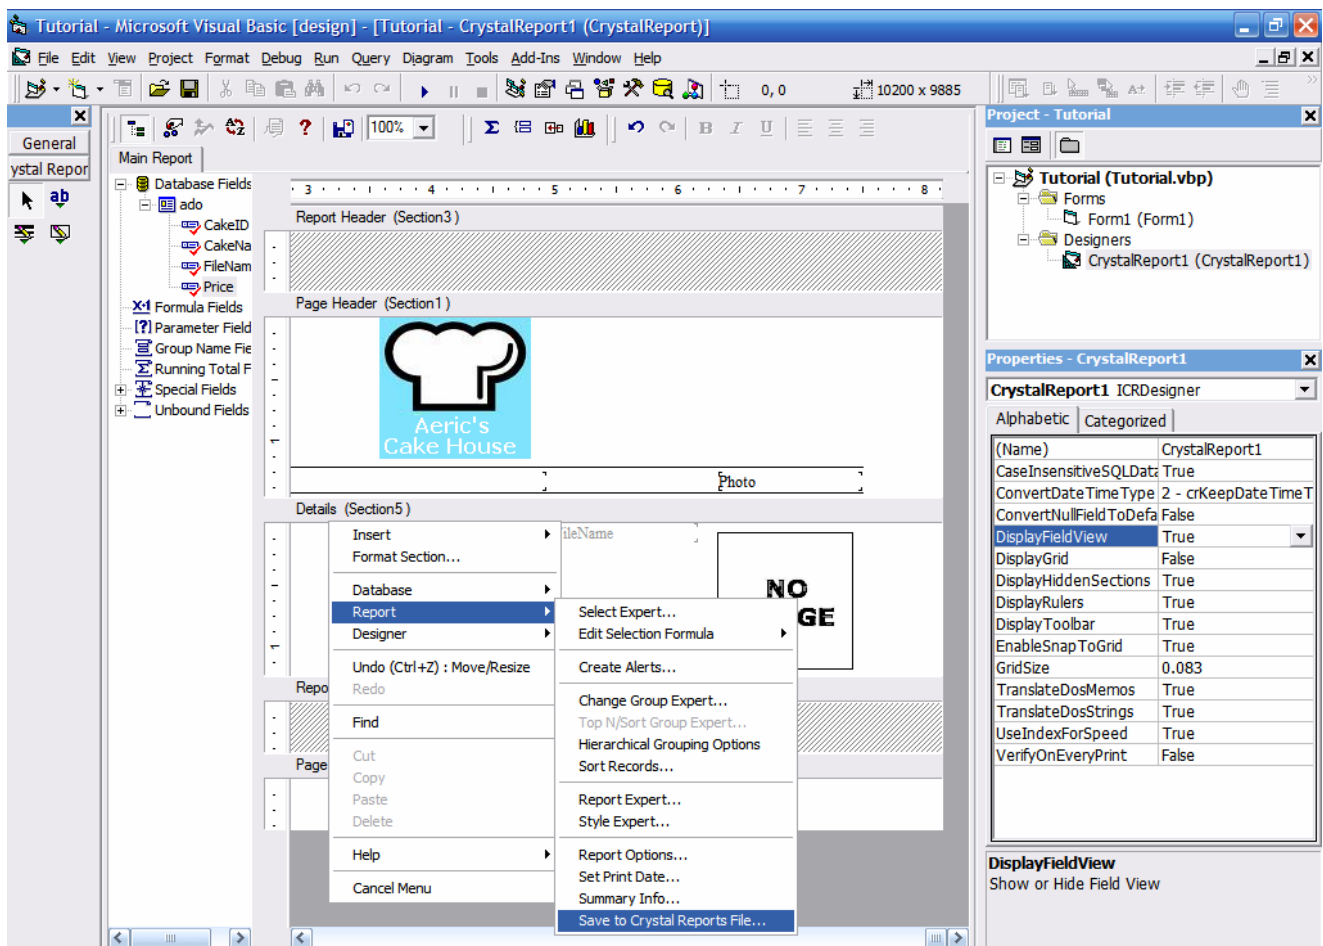 Tutorial - Microsoft Visual Basic [design] - [Tutorial - CrystalReport1 (CrystalReport)]
File Edit View Project Format Debug Run Query Diagram Tools Add-Ins Window Help
0, 0 10200 x 9885
General
ystal Repor
100%
B I U
Main Report
Database Fields
ado
CakeID
CakeNa
FileNam
Price
Formula Fields
Parameter Field
Group Name Fie
Running Total F
Special Fields
Unbound Fields
3 4 5 6 7 8
Report Header (Section3)
Page Header (Section1)
Aeric's
Cake House
Photo
Details (Section5)
ileName
NO
GE
Repo
Page
Insert
Format Section...
Database
Report
Designer
Undo (Ctrl+Z) : Move/Resize
Redo
Find
Cut
Copy
Paste
Delete
Help
Cancel Menu
Select Expert...
Edit Selection Formula
Create Alerts...
Change Group Expert...
Top N/Sort Group Expert...
Hierarchical Grouping Options
Sort Records...
Report Expert...
Style Expert...
Report Options...
Set Print Date...
Summary Info...
Save to Crystal Reports File...
Project - Tutorial
Tutorial (Tutorial.vbp)
Forms
Form1 (Form1)
Designers
CrystalReport1 (CrystalReport1)
Properties - CrystalReport1
CrystalReport1 ICRDesigner
Alphabetic Categorized
(Name) CrystalReport1
CaseInsensitiveSQLData True
ConvertDateTimeType 2 - crKeepDateTimeT
ConvertNullFieldToDefa False
DisplayFieldView True
DisplayGrid False
DisplayHiddenSections True
DisplayRulers True
DisplayToolbar True
EnableSnapToGrid True
GridSize 0.083
TranslateDosMemos True
TranslateDosStrings True
UseIndexForSpeed True
VerifyOnEveryPrint False
DisplayFieldView
Show or Hide Field View